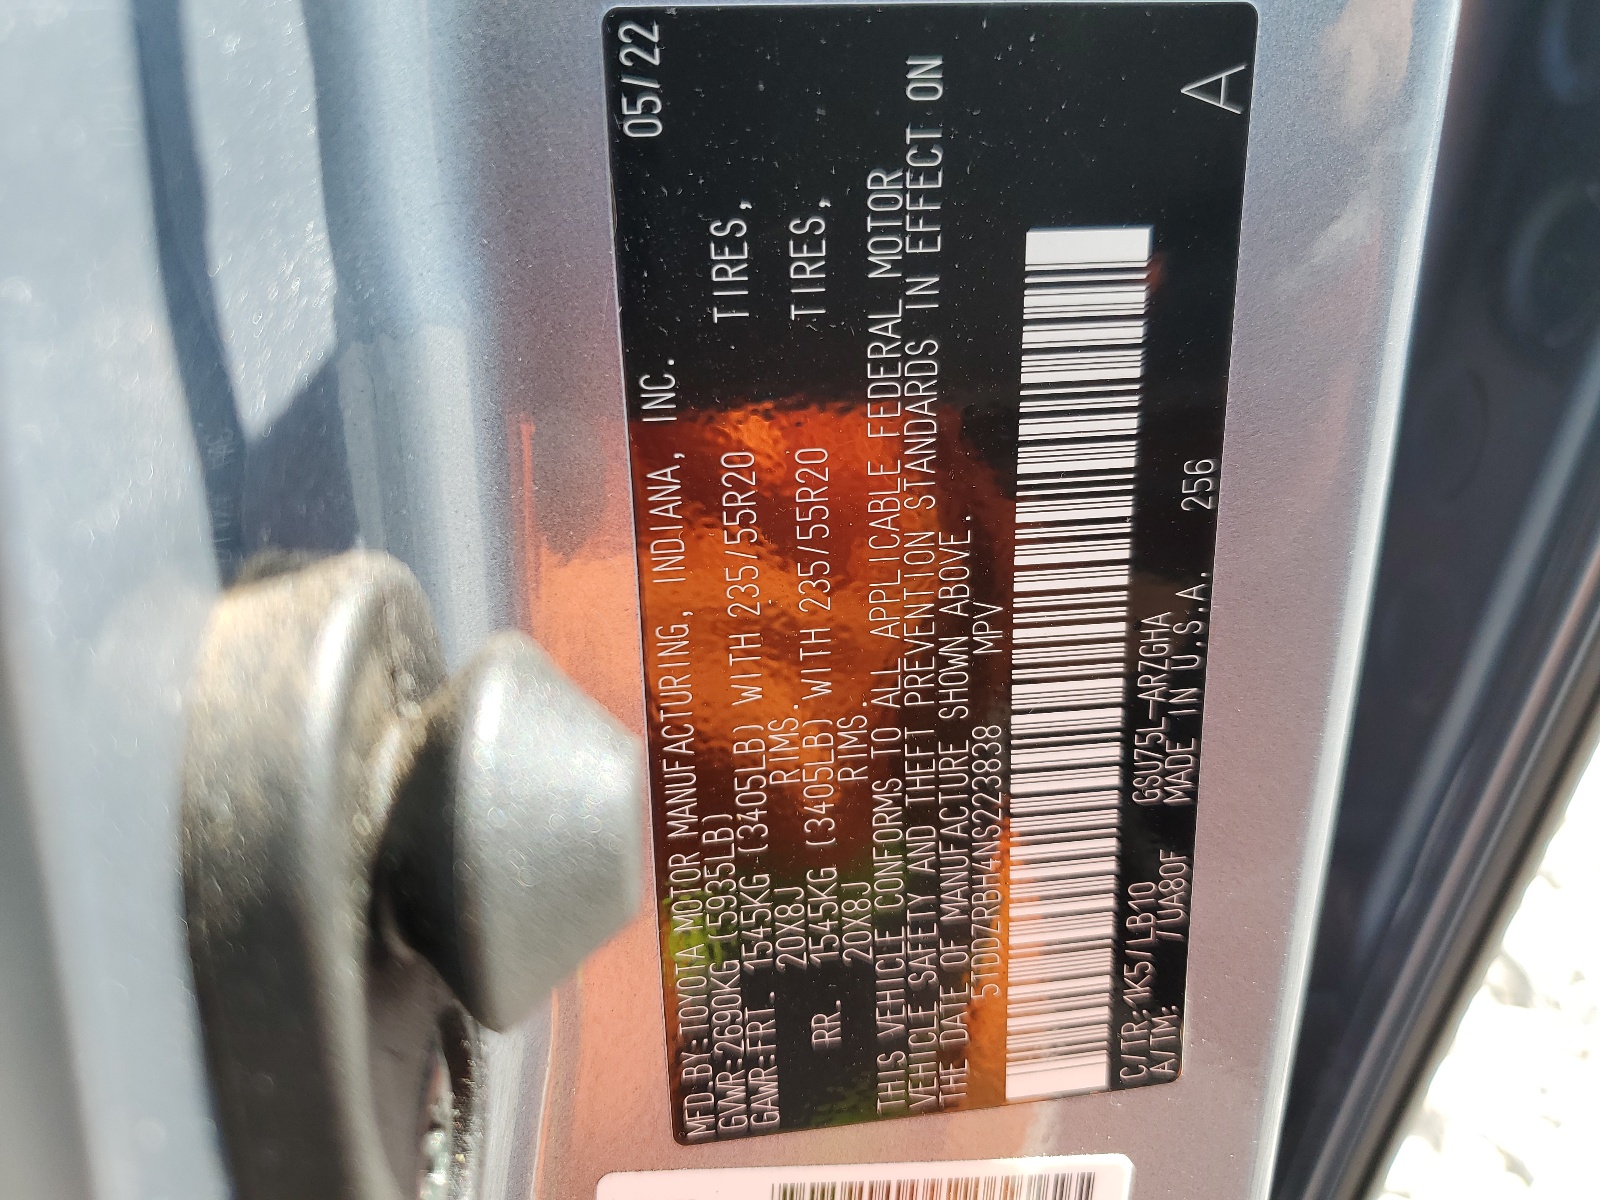 MFD BY:TOYOTA MOTOR MANUFACTURING, INDIANA, INC. 05/22
GVWR:2690KG (5935LB)
GAWR:FRT. 1545KG (3405LB) WITH 235/55R20 TIRES,
20X8J RIMS.
RR. 1545KG (3405LB) WITH 235/55R20 TIRES,
20X8J RIMS.
THIS VEHICLE CONFORMS TO ALL APPLICABLE FEDERAL MOTOR
VEHICLE SAFETY AND THEFT PREVENTION STANDARDS IN EFFECT ON
THE DATE OF MANUFACTURE SHOWN ABOVE.
5TDDZRBH4NS223838 MPV
C/TR:1K5/LB10 GSU75L-ARZGHA
A/TM: /UA80F MADE IN U.S.A. 256 A